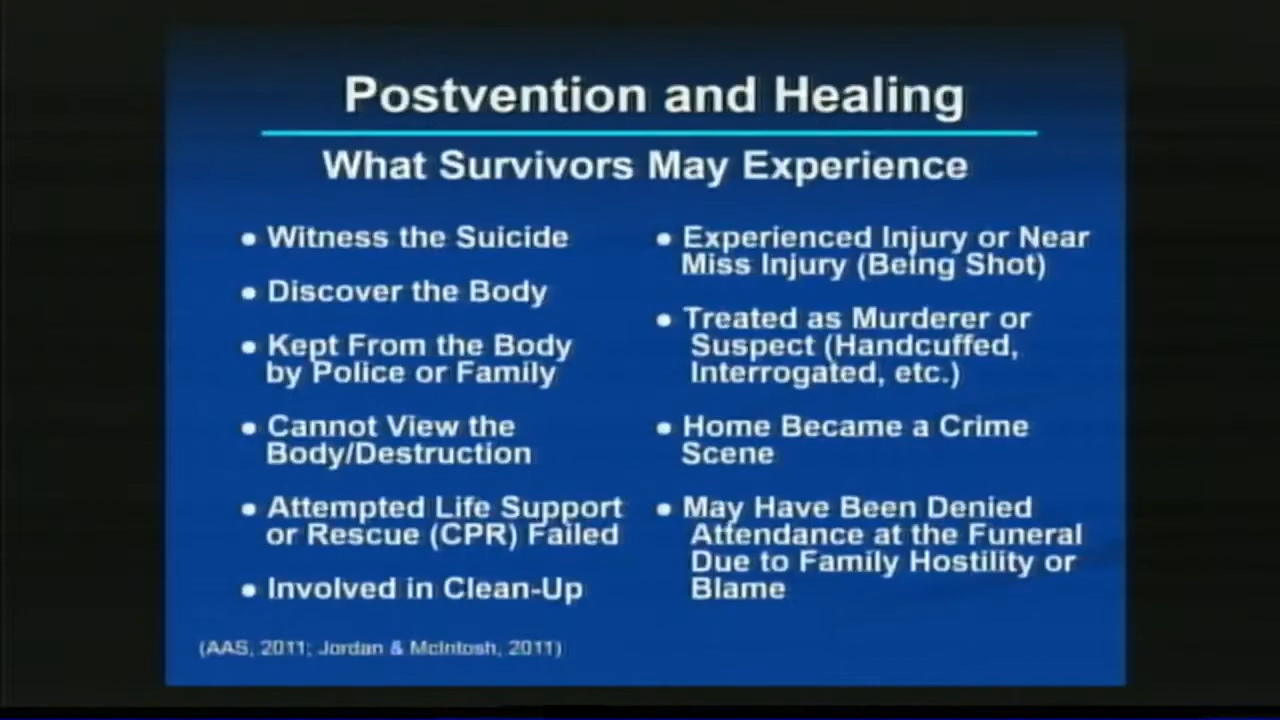 Postvention and Healing
What Survivors May Experience
● Witness the Suicide
● Discover the Body
● Kept From the Body
by Police or Family
● Cannot View the
Body/Destruction
● Attempted Life Support
or Rescue (CPR) Failed
● Involved in Clean-Up
● Experienced Injury or Near
Miss Injury (Being Shot)
● Treated as Murderer or
Suspect (Handcuffed,
Interrogated, etc.)
● Home Became a Crime
Scene
● May Have Been Denied
Attendance at the Funeral
Due to Family Hostility or
Blame
(AAS, 2011; Jordan & McIntosh, 2011)